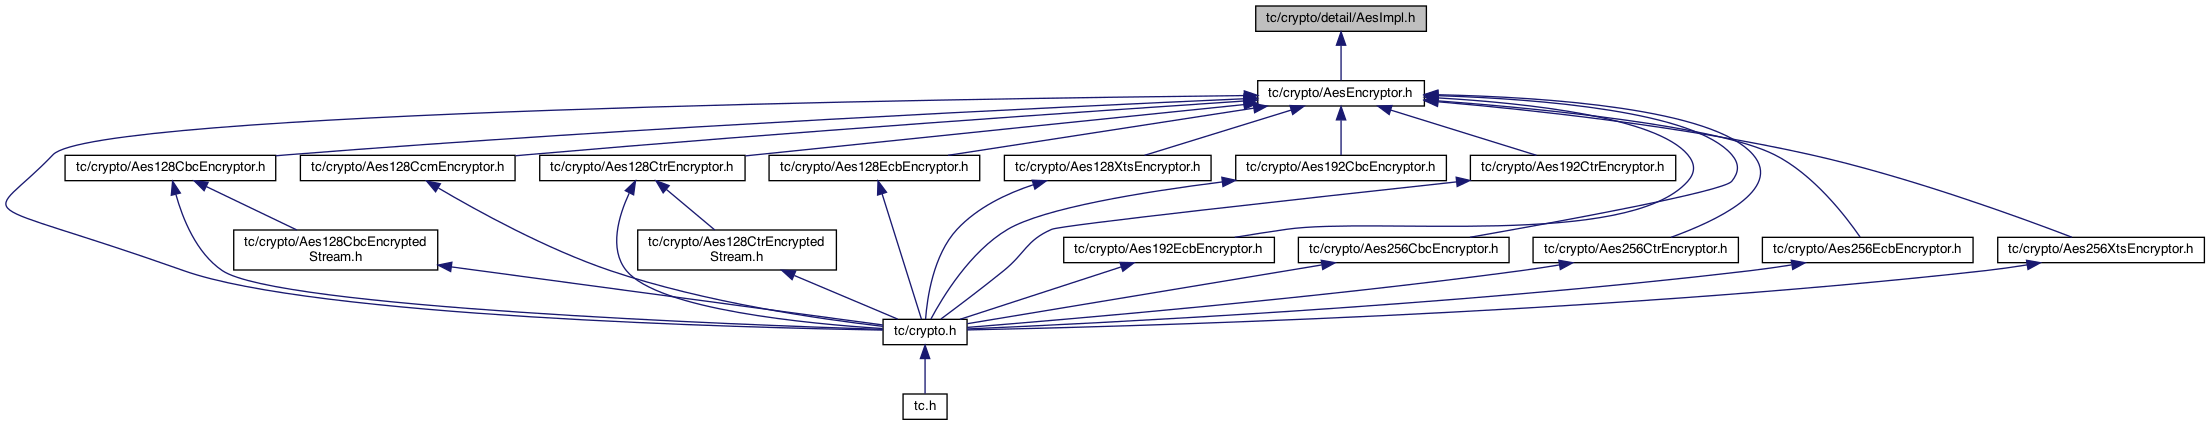 tc/crypto/detail/AesImpl.h
tc/crypto/AesEncryptor.h
tc/crypto/Aes128CbcEncryptor.h
tc/crypto/Aes128CcmEncryptor.h
tc/crypto/Aes128CtrEncryptor.h
tc/crypto/Aes128EcbEncryptor.h
tc/crypto/Aes128XtsEncryptor.h
tc/crypto/Aes192CbcEncryptor.h
tc/crypto/Aes192CtrEncryptor.h
tc/crypto/Aes128CbcEncrypted
Stream.h
tc/crypto/Aes128CtrEncrypted
Stream.h
tc/crypto/Aes192EcbEncryptor.h
tc/crypto/Aes256CbcEncryptor.h
tc/crypto/Aes256CtrEncryptor.h
tc/crypto/Aes256EcbEncryptor.h
tc/crypto/Aes256XtsEncryptor.h
tc/crypto.h
tc.h